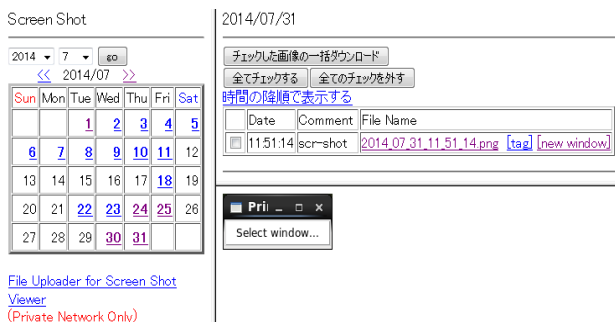 Screen Shot
2014 7 go
<< 2014/07 >>
Sun Mon Tue Wed Thu Fri Sat
1 2 3 4 5
6 7 8 9 10 11 12
13 14 15 16 17 18 19
20 21 22 23 24 25 26
27 28 29 30 31
File Uploader for Screen Shot
Viewer
(Private Network Only)
2014/07/31
チェックした画像の一括ダウンロード
全てチェックする 全てのチェックを外す
時間の降順で表示する
Date Comment File Name
11:51:14 scr-shot 2014_07_31_11_51_14.png [tag] [new window]
Select window...